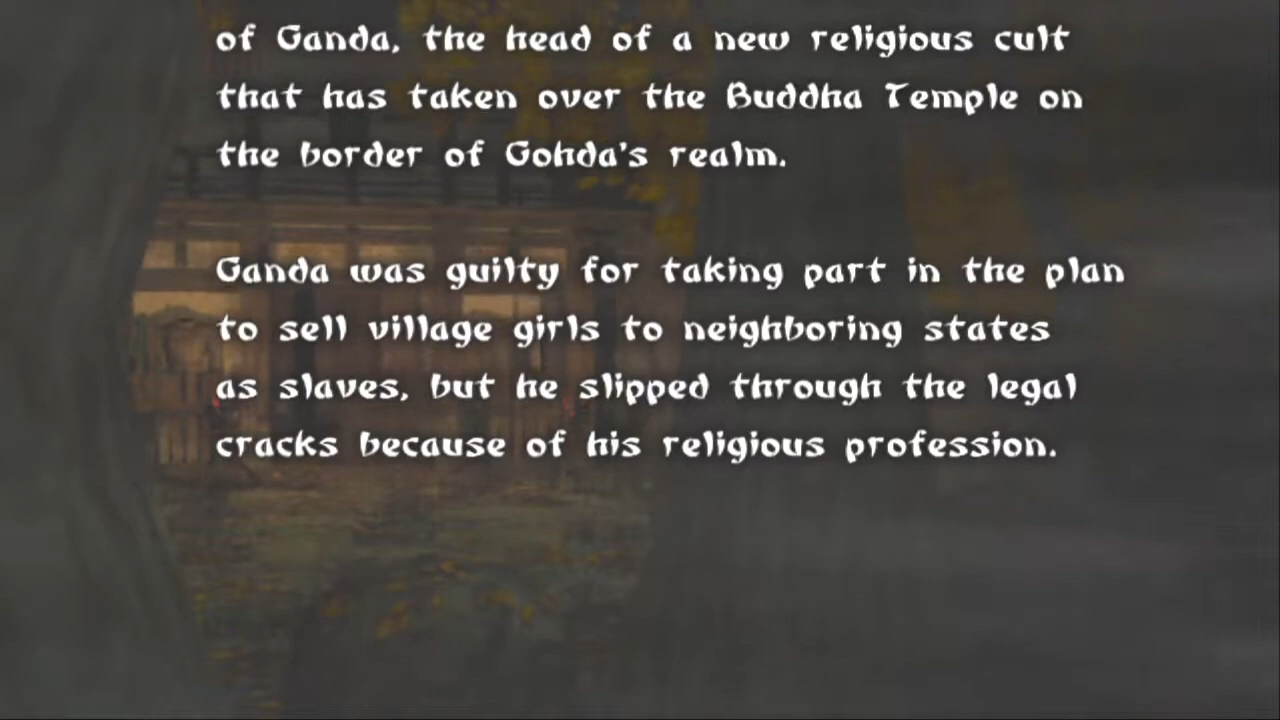 of Ganda, the head of a new religious cult
that has taken over the Buddha Temple on
the border of Gohda's realm.
Ganda was guilty for taking part in the plan
to sell village girls to neighboring states
as slaves, but he slipped through the legal
cracks because of his religious profession.